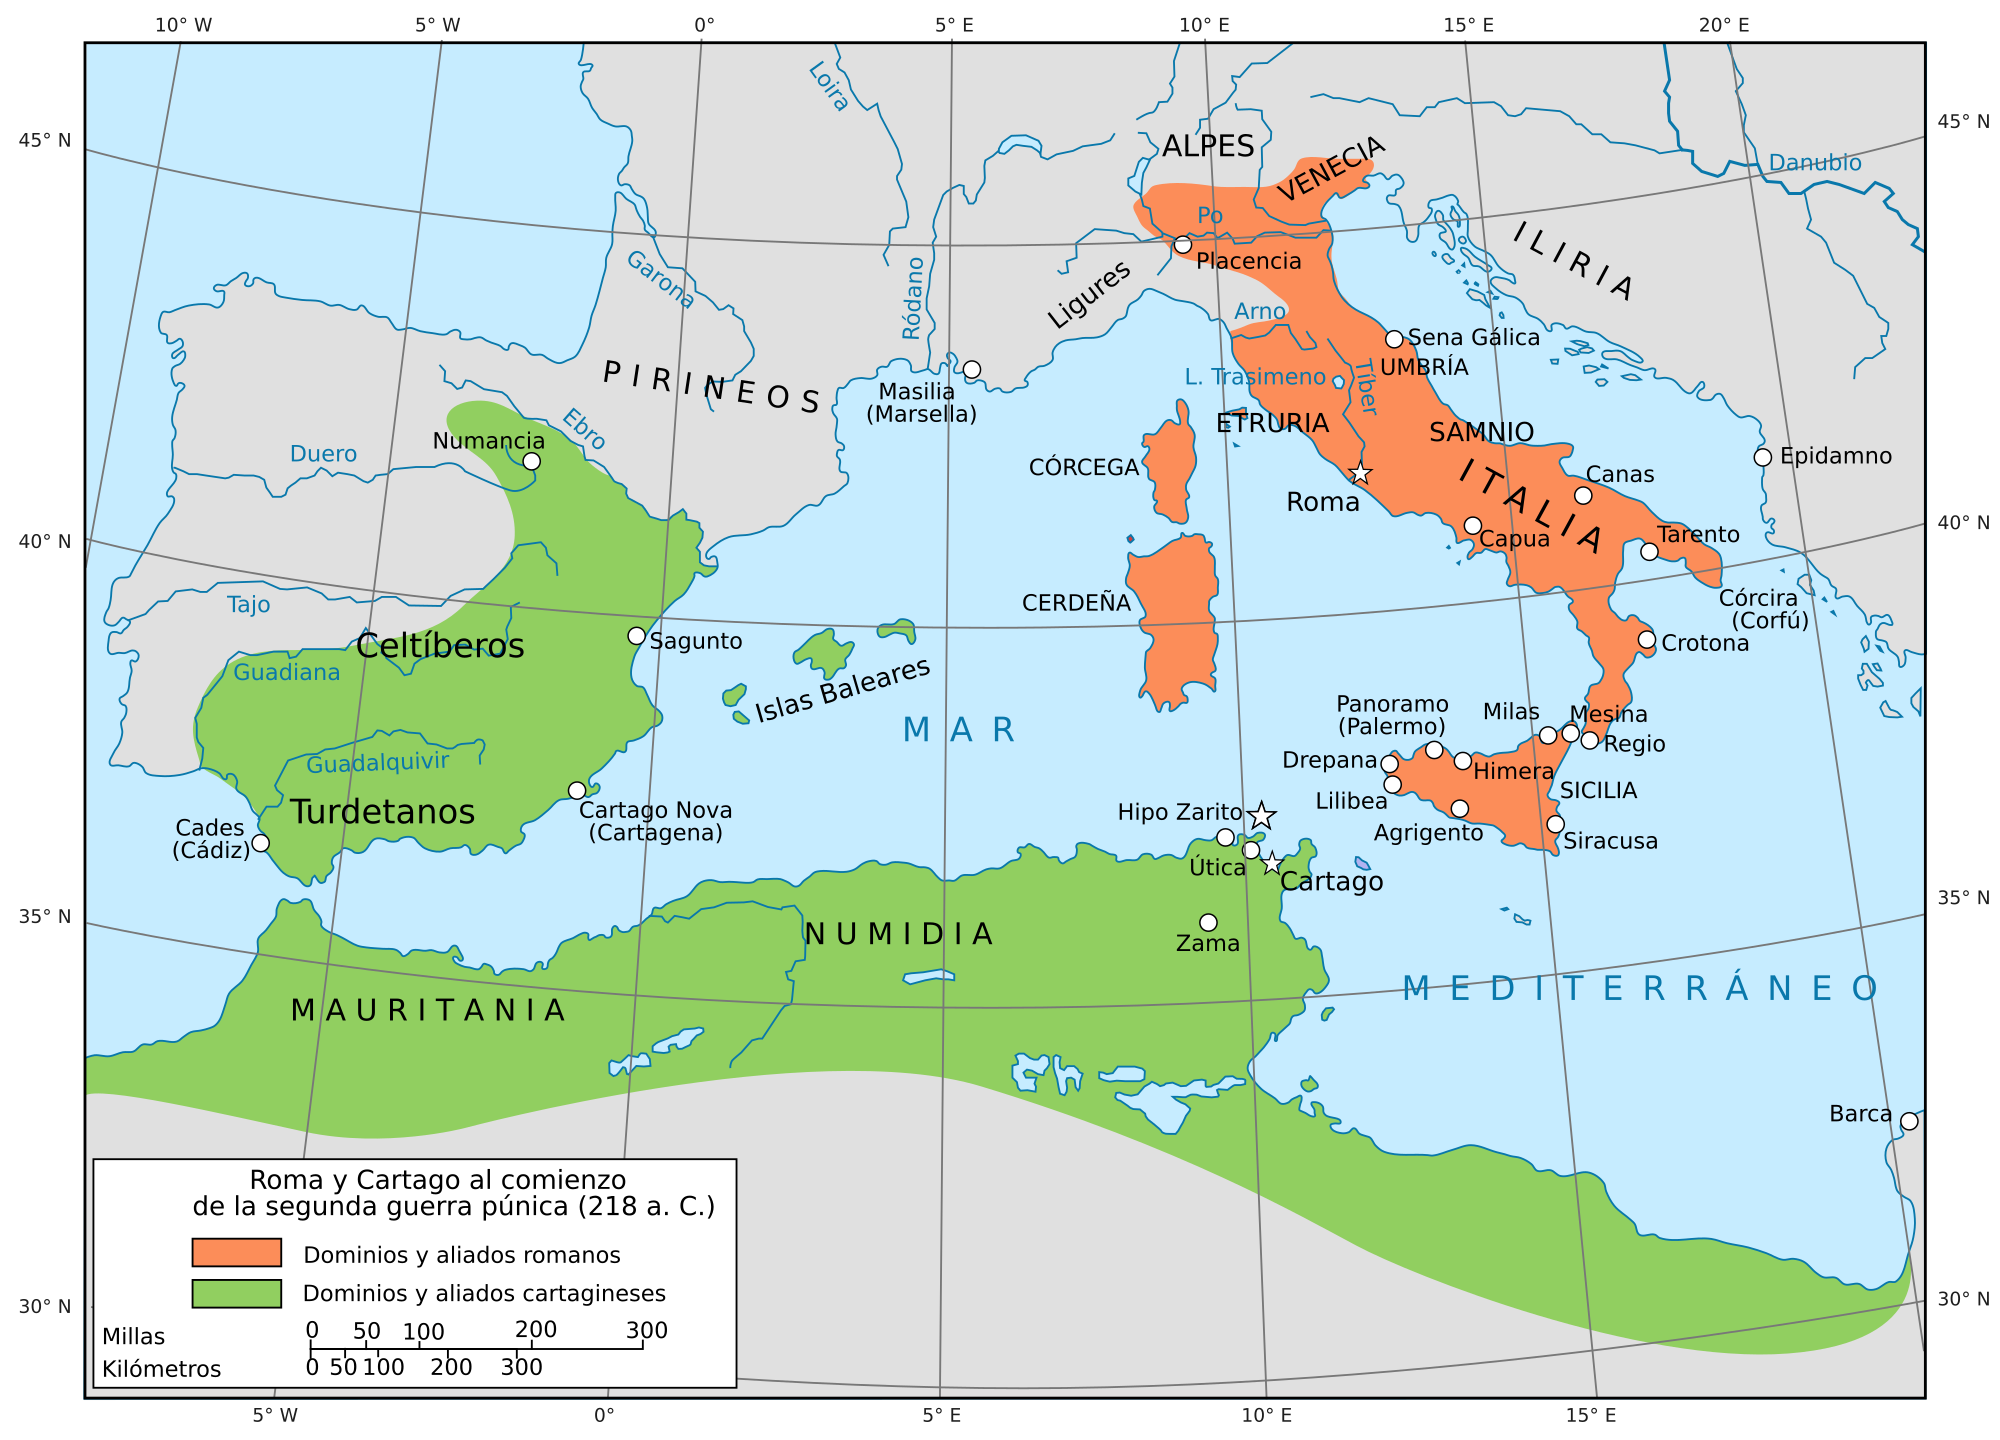 10° W
5° W
0°
5° E
10° E
15° E
20° E
45° N
45° N
Loira
ALPES
VENECIA
Danubio
Po
Placencia
ILIRIA
Garona
Ródano
Ligures
Arno
Sena Gálica
UMBRÍA
PIRINEOS
Masilia
(Marsella)
L. Trasimeno
Tíber
ETRURIA
SAMNIO
Ebro
Numancia
Duero
CÓRCEGA
Roma
ITALIA
Canas
Epidamno
Capua
Tarento
40° N
40° N
Tajo
CERDEÑA
Córcira
(Corfú)
Celtíberos
Sagunto
Crotona
Guadiana
Islas Baleares
MAR
Panoramo
(Palermo)
Milas
Mesina
Regio
Guadalquivir
Drepana
Himera
Lilibea
SICILIA
Turdetanos
Cartago Nova
(Cartagena)
Hipo Zarito
Agrigento
Siracusa
Cades
(Cádiz)
Útica
Cartago
35° N
35° N
NUMIDIA
Zama
MAURITANIA
MEDITERRÁNEO
Barca
Roma y Cartago al comienzo
de la segunda guerra púnica (218 a. C.)
Dominios y aliados romanos
Dominios y aliados cartagineses
30° N
30° N
Millas
0 50 100 200 300
Kilómetros
0 50 100 200 300
5° W
0°
5° E
10° E
15° E